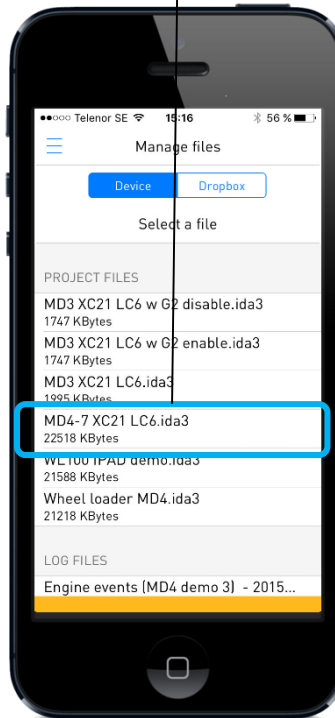 Telenor SE 15:16 56 %
Manage files
Device Dropbox
Select a file
PROJECT FILES
MD3 XC21 LC6 w G2 disable.ida3
1747 KBytes
MD3 XC21 LC6 w G2 enable.ida3
1747 KBytes
MD3 XC21 LC6.ida3
1995 KBytes
MD4-7 XC21 LC6.ida3
22518 KBytes
WL100 IPAD demo.ida3
21588 KBytes
Wheel loader MD4.ida3
21218 KBytes
LOG FILES
Engine events (MD4 demo 3) - 2015...